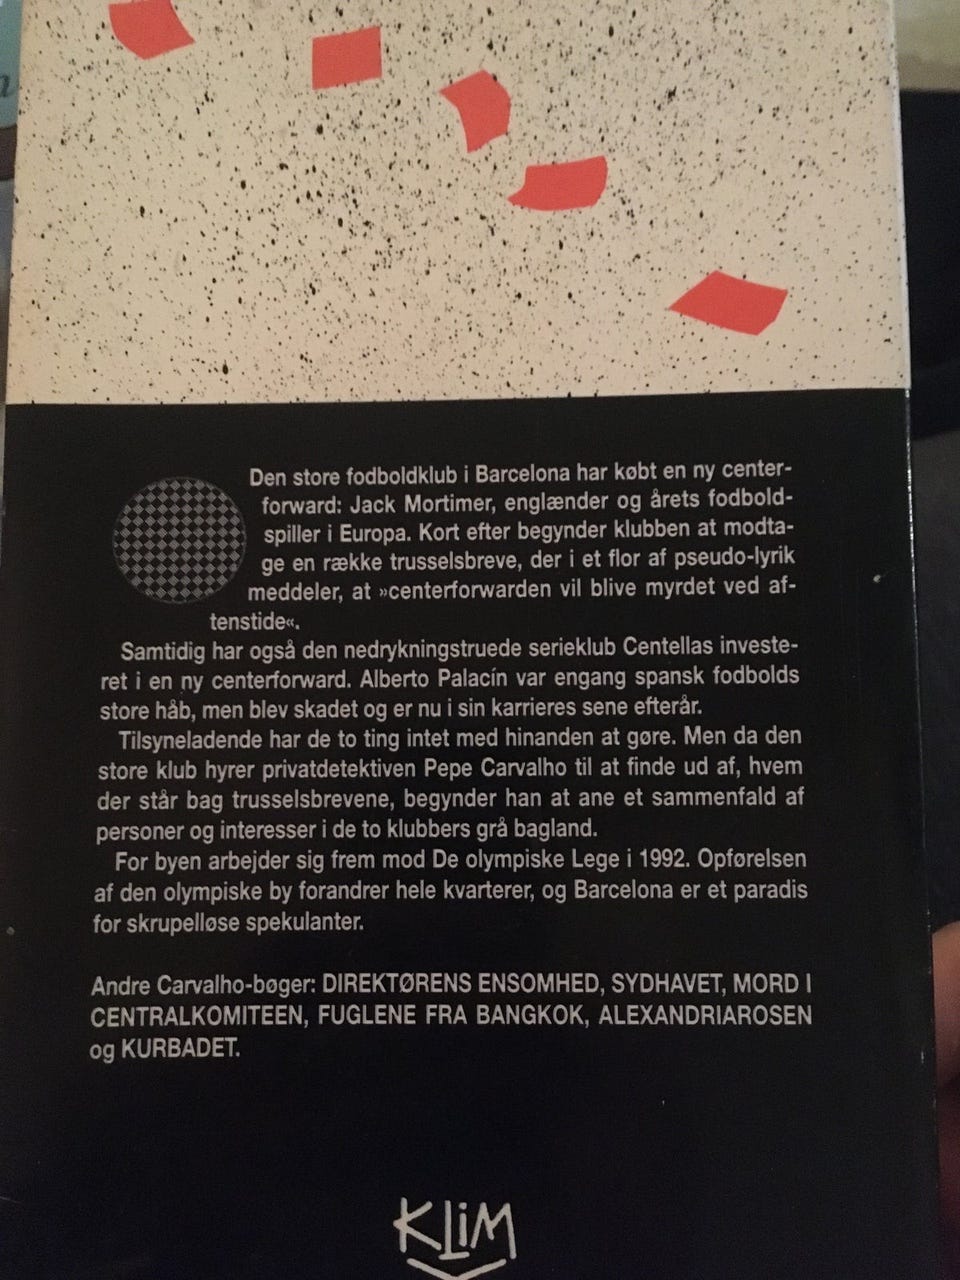 Den store fodboldklub i Barcelona har købt en ny center-
forward: Jack Mortimer, englænder og årets fodbold-
spiller i Europa. Kort efter begynder klubben at modta-
ge en række trusselsbreve, der i et flor af pseudo-lyrik
meddeler, at »centerforwarden vil blive myrdet ved af-
tenstide«.
Samtidig har også den nedrykningstruede serieklub Centellas investe-
ret i en ny centerforward. Alberto Palacín var engang spansk fodbolds
store håb, men blev skadet og er nu i sin karrieres sene efterår.
Tilsyneladende har de to ting intet med hinanden at gøre. Men da den
store klub hyrer privatdetektiven Pepe Carvalho til at finde ud af, hvem
der står bag trusselsbrevene, begynder han at ane et sammenfald af
personer og interesser i de to klubbers grå bagland.
For byen arbejder sig frem mod De olympiske Lege i 1992. Opførelsen
af den olympiske by forandrer hele kvarterer, og Barcelona er et paradis
for skrupelløse spekulanter.
Andre Carvalho-bøger: DIREKTØRENS ENSOMHED, SYDHAVET, MORD I
CENTRALKOMITEEN, FUGLENE FRA BANGKOK, ALEXANDRIAROSEN
og KURBADET.
KLiM